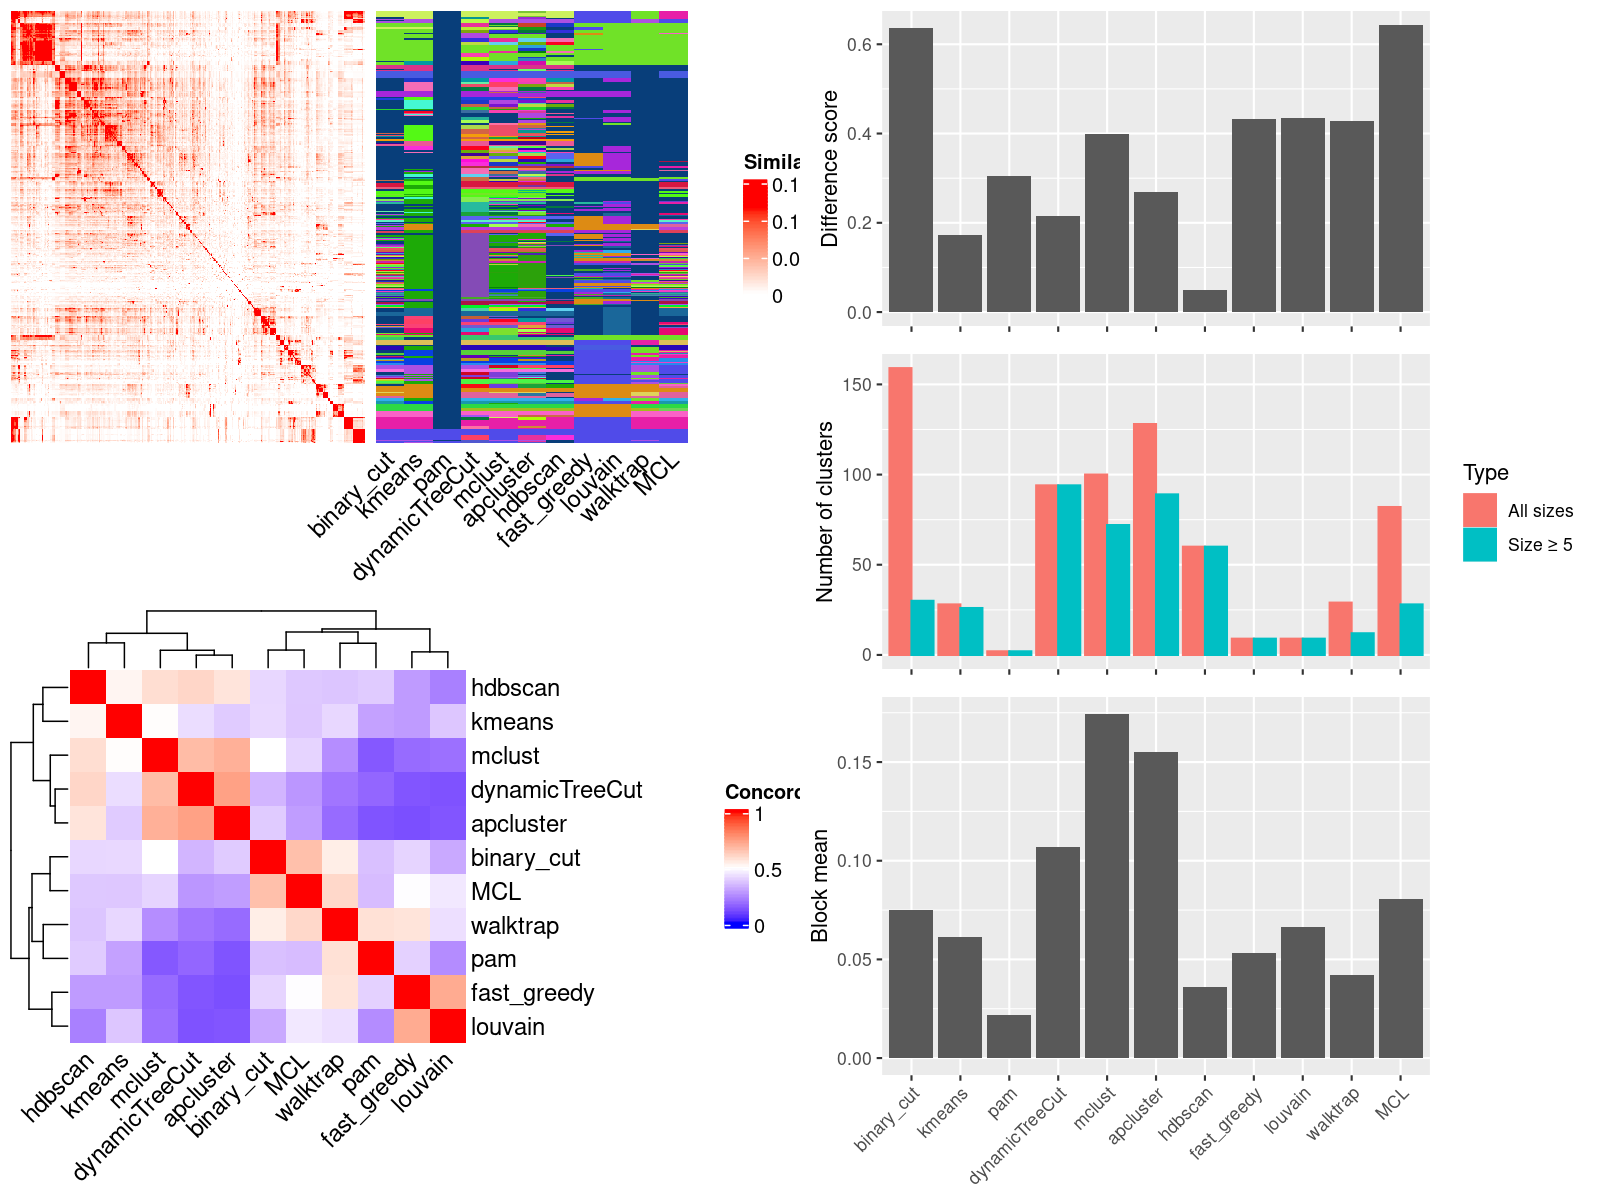 Simila
0.1
0.1
0.0
0
binary_cut
kmeans
pam
dynamicTreeCut
mclust
apcluster
hdbscan
fast_greedy
louvain
walktrap
MCL
hdbscan
kmeans
mclust
dynamicTreeCut
apcluster
binary_cut
MCL
walktrap
pam
fast_greedy
louvain
hdbscan
kmeans
mclust
dynamicTreeCut
apcluster
binary_cut
MCL
walktrap
pam
fast_greedy
louvain
Concord
1
0.5
0
Difference score
0.6
0.4
0.2
0.0
Number of clusters
150
100
50
0
Type
All sizes
Size ≥ 5
Block mean
0.15
0.10
0.05
0.00
binary_cut
kmeans
pam
dynamicTreeCut
mclust
apcluster
hdbscan
fast_greedy
louvain
walktrap
MCL